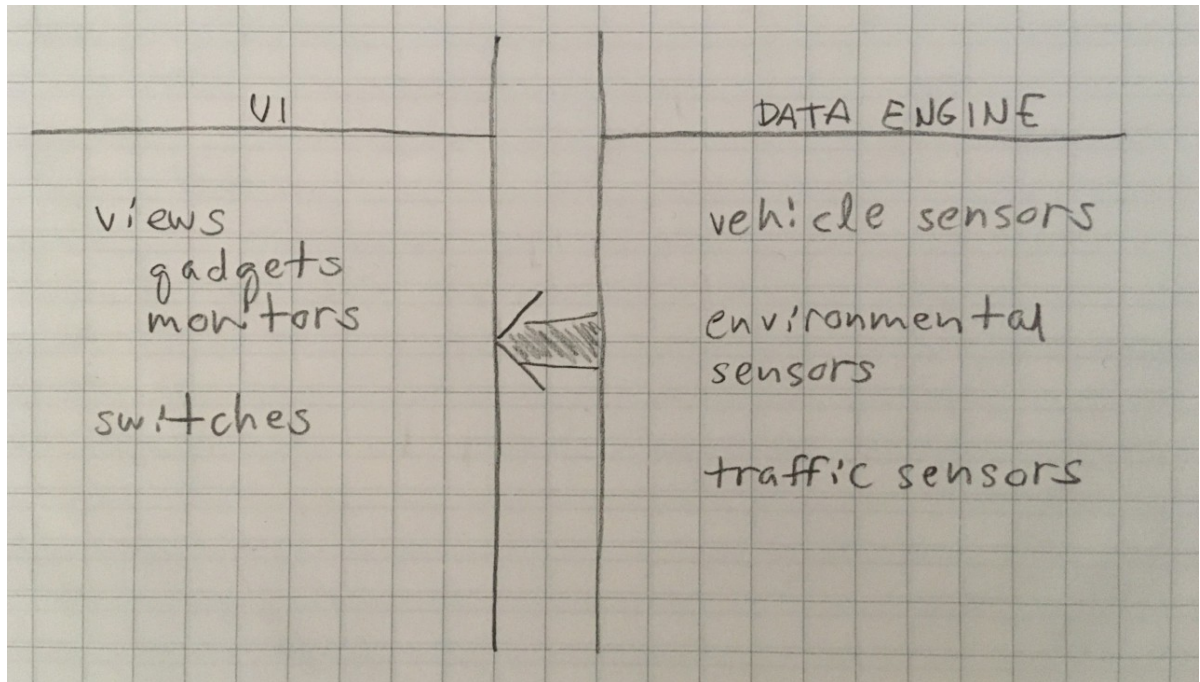 UI
views
gadgets
monitors
switches
DATA ENGINE
vehicle sensors
environmental
sensors
traffic sensors